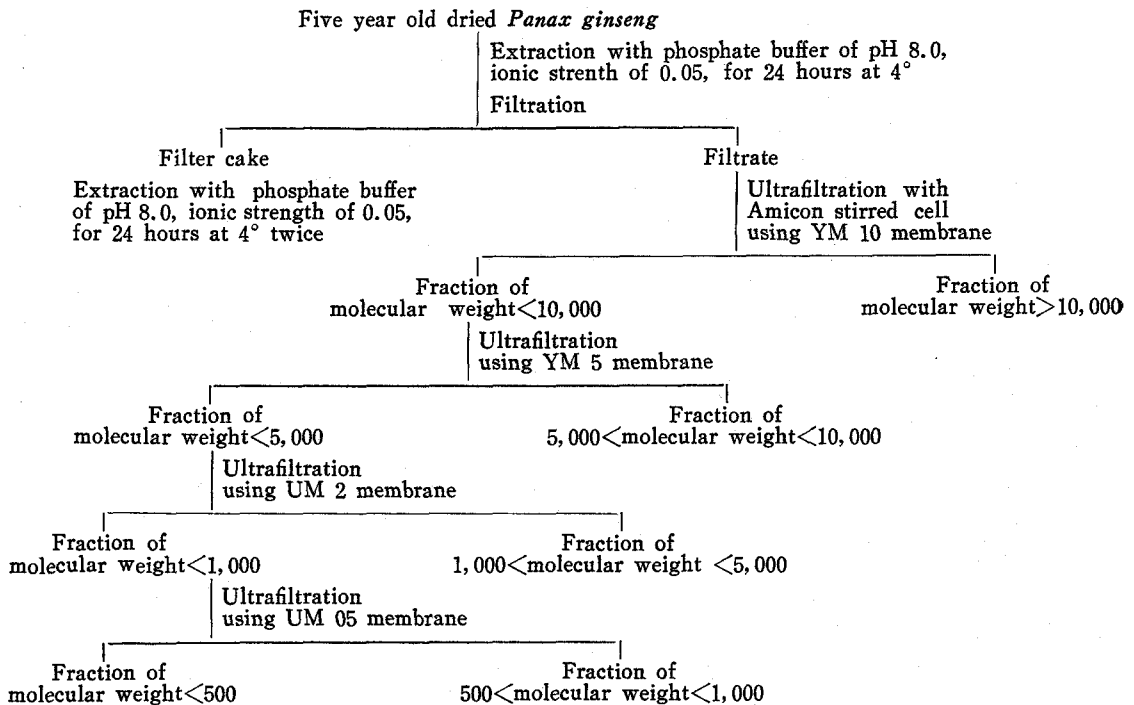 Five year old dried Panax ginseng
Extraction with phosphate buffer of pH 8.0,
ionic strenth of 0.05, for 24 hours at 4°
Filtration
Filter cake
Extraction with phosphate buffer
of pH 8.0, ionic strength of 0.05,
for 24 hours at 4° twice
Filtrate
Ultrafiltration with
Amicon stirred cell
using YM 10 membrane
Fraction of
molecular weight<10,000
Fraction of
molecular weight>10,000
Ultrafiltration
using YM 5 membrane
Fraction of
molecular weight<5,000
Fraction of
5,000<molecular weight<10,000
Ultrafiltration
using UM 2 membrane
Fraction of
molecular weight<1,000
Fraction of
1,000<molecular weight <5,000
Ultrafiltration
using UM 05 membrane
Fraction of
molecular weight<500
Fraction of
500<molecular weight<1,000